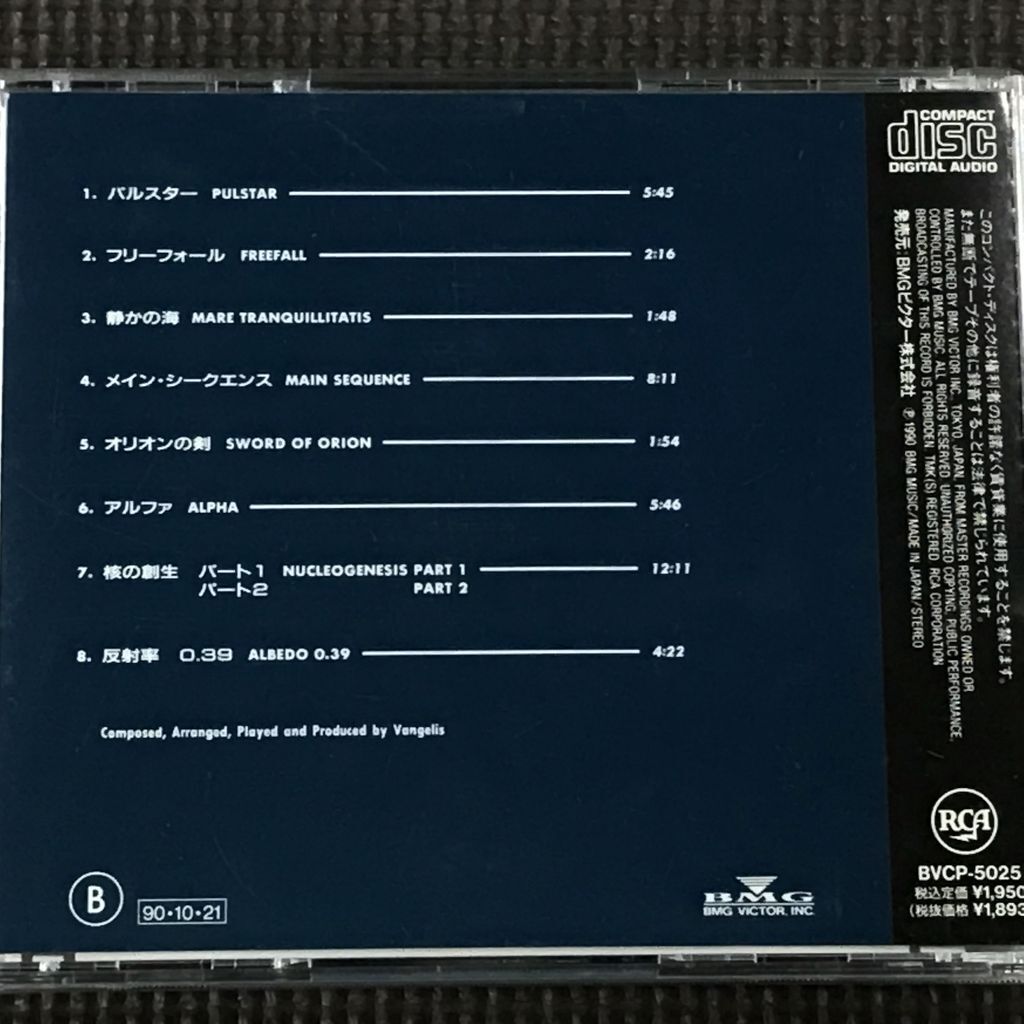 1. パルスター PULSTAR 5:45
2. フリーフォール FREEFALL 2:16
3. 静かの海 MARE TRANQUILLITATIS 1:48
4. メイン・シークエンス MAIN SEQUENCE 8:11
5. オリオンの剣 SWORD OF ORION 1:54
6. アルファ ALPHA 5:46
7. 核の創生 パート1 NUCLEOGENESIS PART 1 12:11
パート2 PART 2
8. 反射率 0.39 ALBEDO 0.39 4:22
Composed, Arranged, Played and Produced by Vangelis
B
90・10・21
BMG
BMG VICTOR, INC.
COMPACT
disc
DIGITAL AUDIO
このコンパクト・ディスクは権利者の許諾なく賃貸業に使用することを禁じます。
また無断でテープその他に録音することは法律で禁じられています。
MANUFACTURED BY BMG VICTOR INC., TOKYO, JAPAN, FROM MASTER RECORDINGS OWNED OR
CONTROLLED BY BMG MUSIC. ALL RIGHTS RESERVED. UNAUTHORIZED COPYING, PUBLIC PERFORMANCE,
BROADCASTING OF THIS RECORD IS FORBIDDEN. TMK(S) REGISTERED. RCA CORPORATION
発売元:BMGビクター株式会社 ℗1990 BMG MUSIC/MADE IN JAPAN/STEREO
RCA
BVCP-5025
税込定価 ¥1,950
(税抜価格 ¥1,893